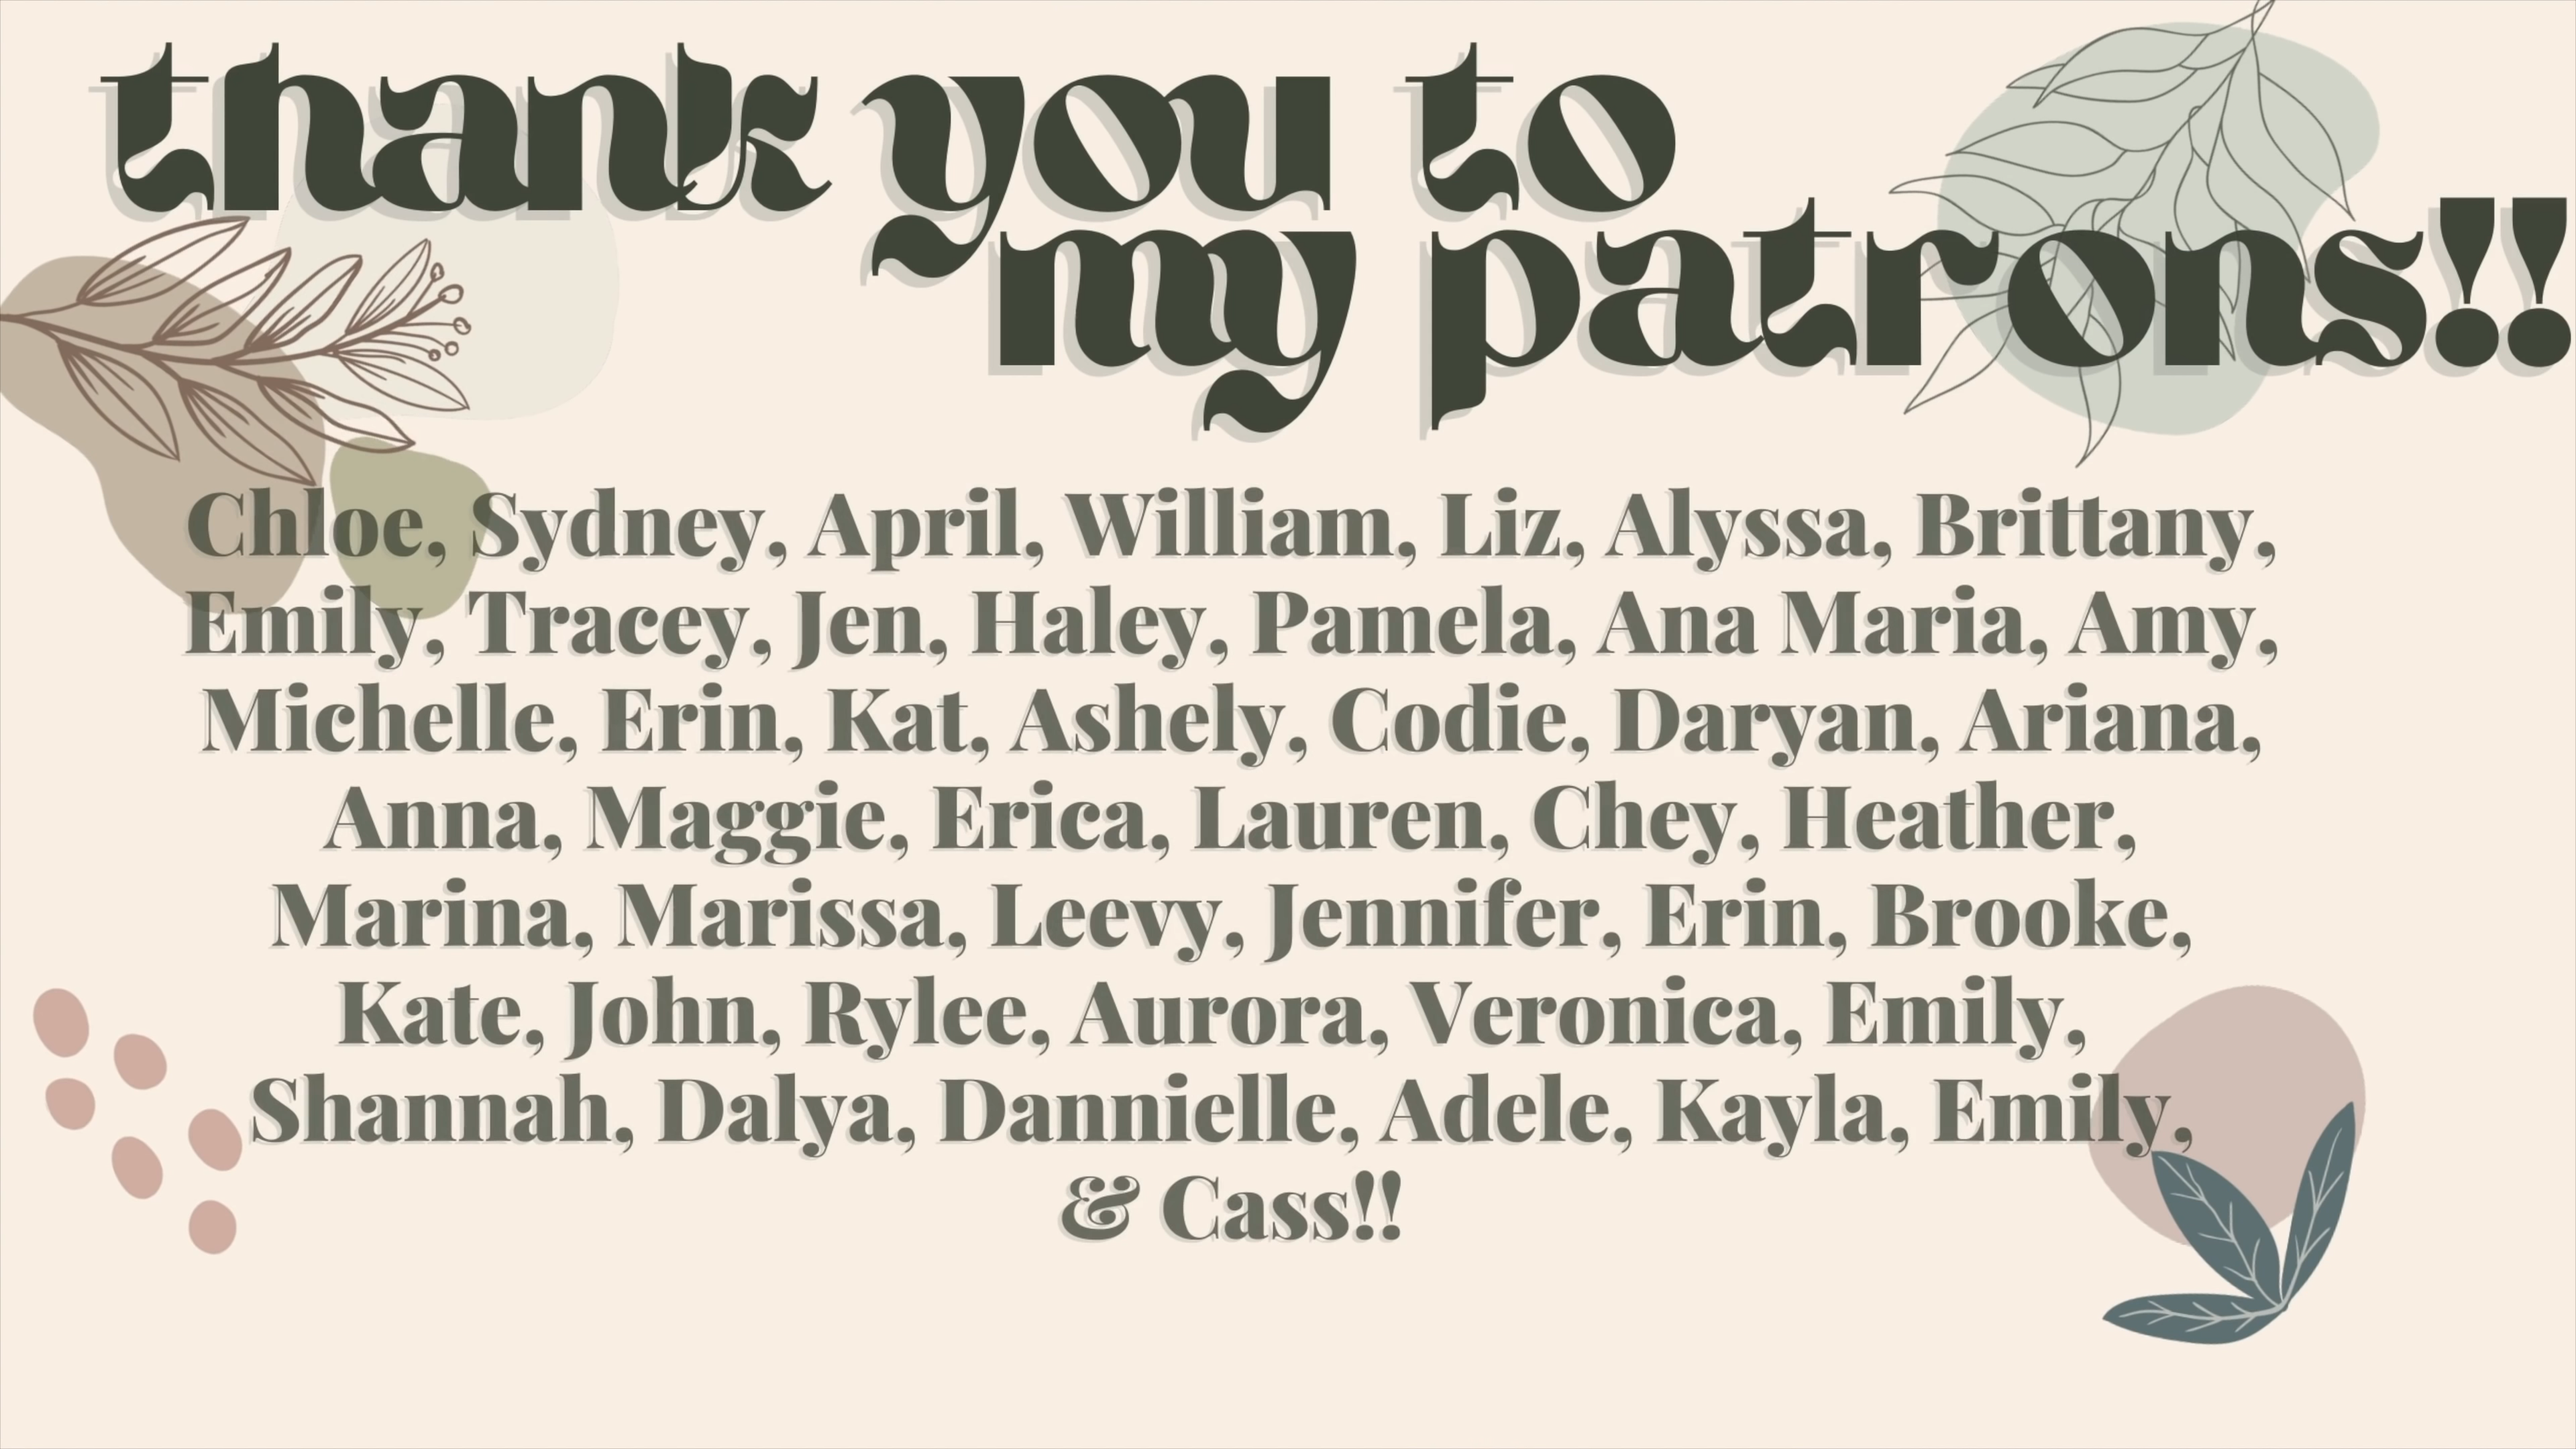 thank you to
my patrons!!
Chloe, Sydney, April, William, Liz, Alyssa, Brittany,
Emily, Tracey, Jen, Haley, Pamela, Ana Maria, Amy,
Michelle, Erin, Kat, Ashely, Codie, Daryan, Ariana,
Anna, Maggie, Erica, Lauren, Chey, Heather,
Marina, Marissa, Leevy, Jennifer, Erin, Brooke,
Kate, John, Rylee, Aurora, Veronica, Emily,
Shannah, Dalya, Dannielle, Adele, Kayla, Emily,
& Cass!!